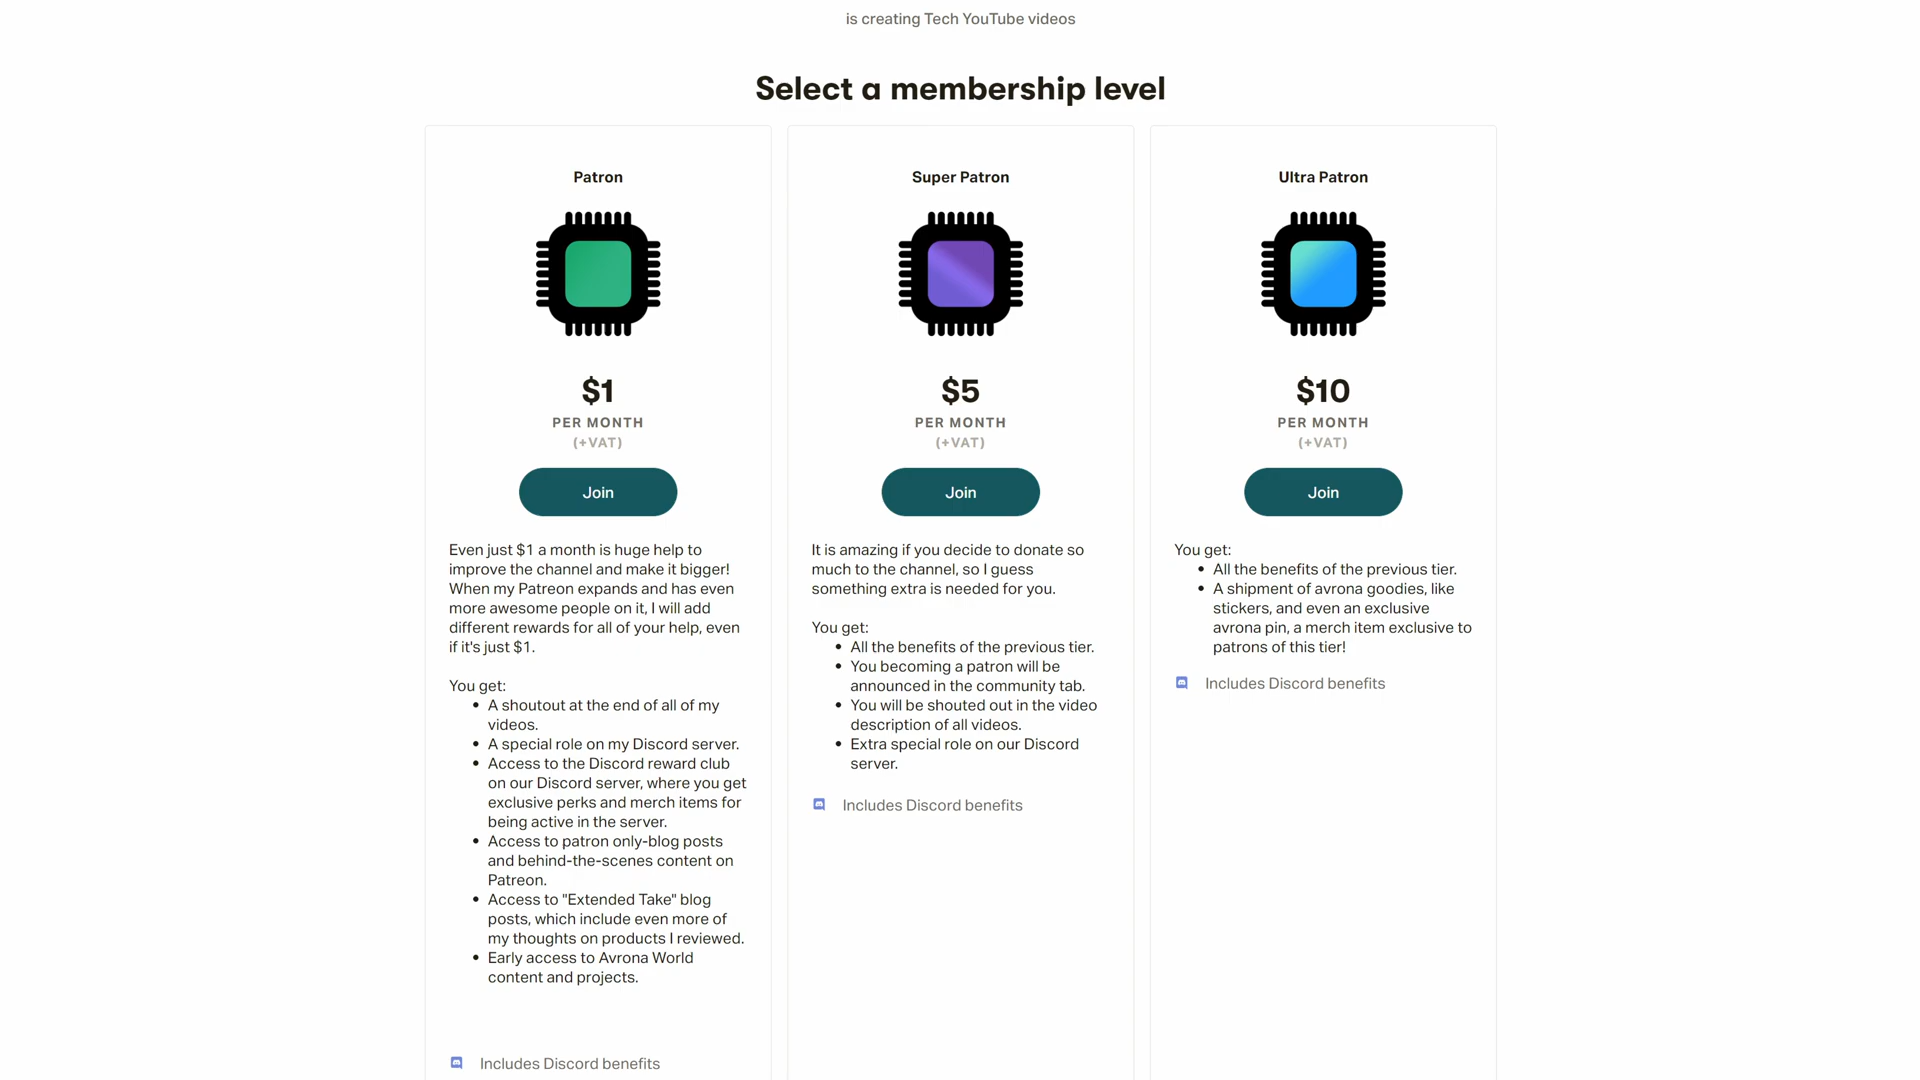 is creating Tech YouTube videos
Select a membership level
Patron
$1
PER MONTH
(+VAT)
Join
Even just $1 a month is huge help to
improve the channel and make it bigger!
When my Patreon expands and has even
more awesome people on it, I will add
different rewards for all of your help, even
if it's just $1.
You get:
• A shoutout at the end of all of my
videos.
• A special role on my Discord server.
• Access to the Discord reward club
on our Discord server, where you get
exclusive perks and merch items for
being active in the server.
• Access to patron only-blog posts
and behind-the-scenes content on
Patreon.
• Access to "Extended Take" blog
posts, which include even more of
my thoughts on products I reviewed.
• Early access to Avrona World
content and projects.
Includes Discord benefits
Super Patron
$5
PER MONTH
(+VAT)
Join
It is amazing if you decide to donate so
much to the channel, so I guess
something extra is needed for you.
You get:
• All the benefits of the previous tier.
• You becoming a patron will be
announced in the community tab.
• You will be shouted out in the video
description of all videos.
• Extra special role on our Discord
server.
Includes Discord benefits
Ultra Patron
$10
PER MONTH
(+VAT)
Join
You get:
• All the benefits of the previous tier.
• A shipment of avrona goodies, like
stickers, and even an exclusive
avrona pin, a merch item exclusive to
patrons of this tier!
Includes Discord benefits